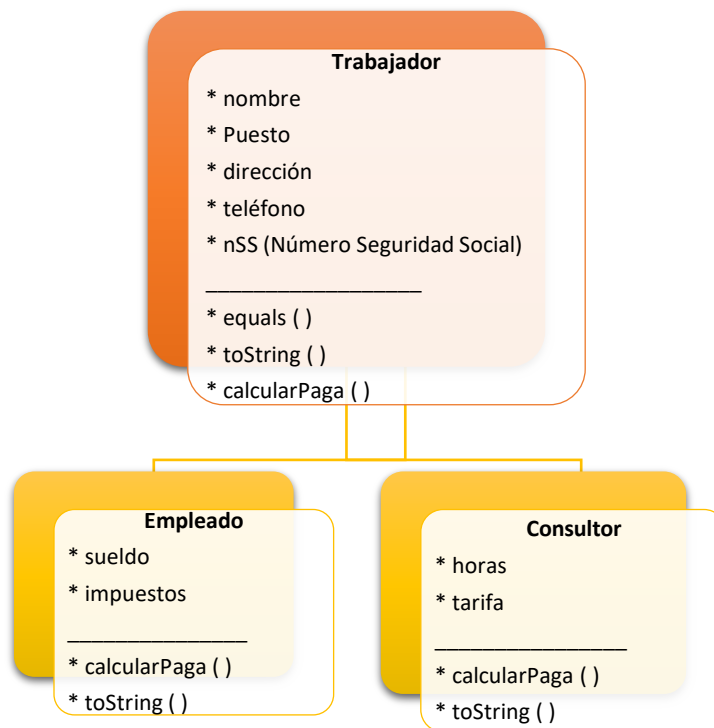 Trabajador
* nombre
* Puesto
* dirección
* teléfono
* nSS (Número Seguridad Social)
__________________
* equals ( )
* toString ( )
* calcularPaga ( )
Empleado
* sueldo
* impuestos
_______________
* calcularPaga ( )
* toString ( )
Consultor
* horas
* tarifa
________________
* calcularPaga ( )
* toString ( )